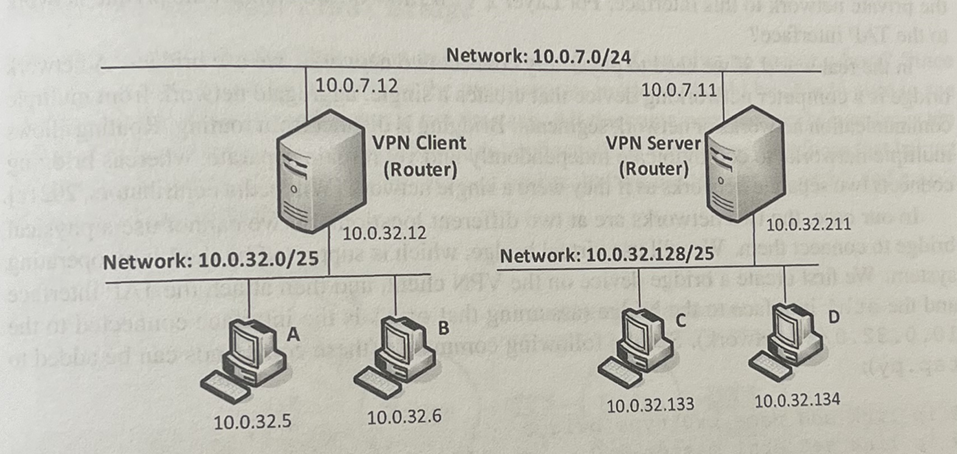 Network: 10.0.7.0/24
10.0.7.12
10.0.7.11
VPN Client
(Router)
VPN Server
(Router)
10.0.32.12
10.0.32.211
Network: 10.0.32.0/25
Network: 10.0.32.128/25
A
B
C
D
10.0.32.5
10.0.32.6
10.0.32.133
10.0.32.134